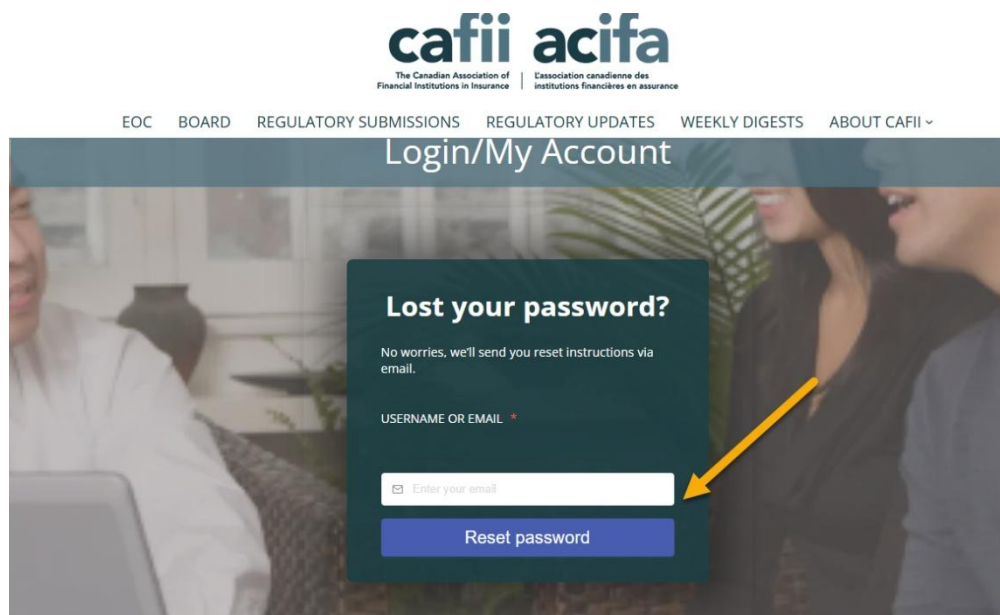 cafii acifa
The Canadian Association of
Financial Institutions in Insurance
L'association canadienne des
institutions financières en assurance
EOC BOARD REGULATORY SUBMISSIONS REGULATORY UPDATES WEEKLY DIGESTS ABOUT CAFII
Login/My Account
Lost your password?
No worries, we'll send you reset instructions via
email.
USERNAME OR EMAIL *
Enter your email
Reset password